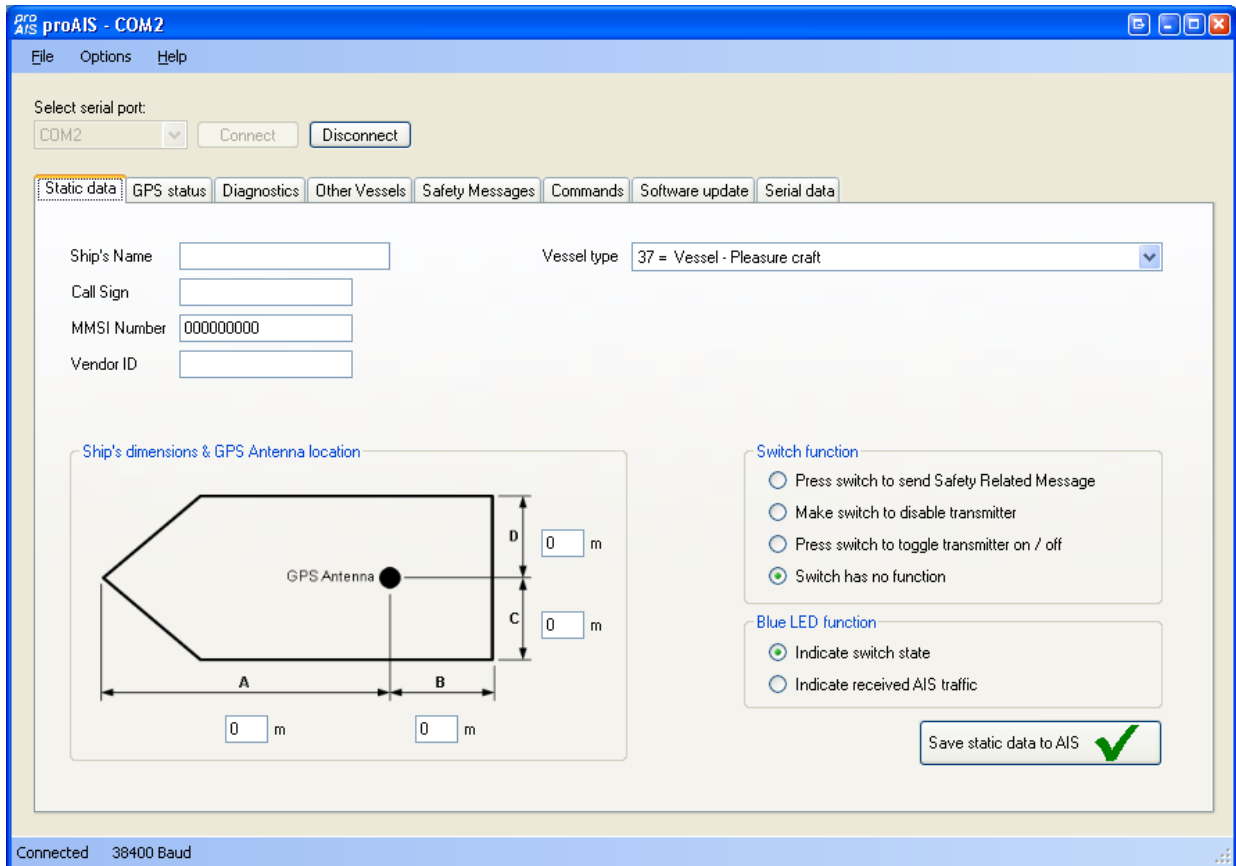 pro AIS proAIS - COM2
File Options Help
Select serial port:
COM2 Connect Disconnect
Static data GPS status Diagnostics Other Vessels Safety Messages Commands Software update Serial data
Ship's Name Vessel type 37 = Vessel - Pleasure craft
Call Sign
MMSI Number 000000000
Vendor ID
Ship's dimensions & GPS Antenna location
D 0 m
GPS Antenna
C 0 m
A B
0 m 0 m
Switch function
Press switch to send Safety Related Message
Make switch to disable transmitter
Press switch to toggle transmitter on / off
Switch has no function
Blue LED function
Indicate switch state
Indicate received AIS traffic
Save static data to AIS
Connected 38400 Baud